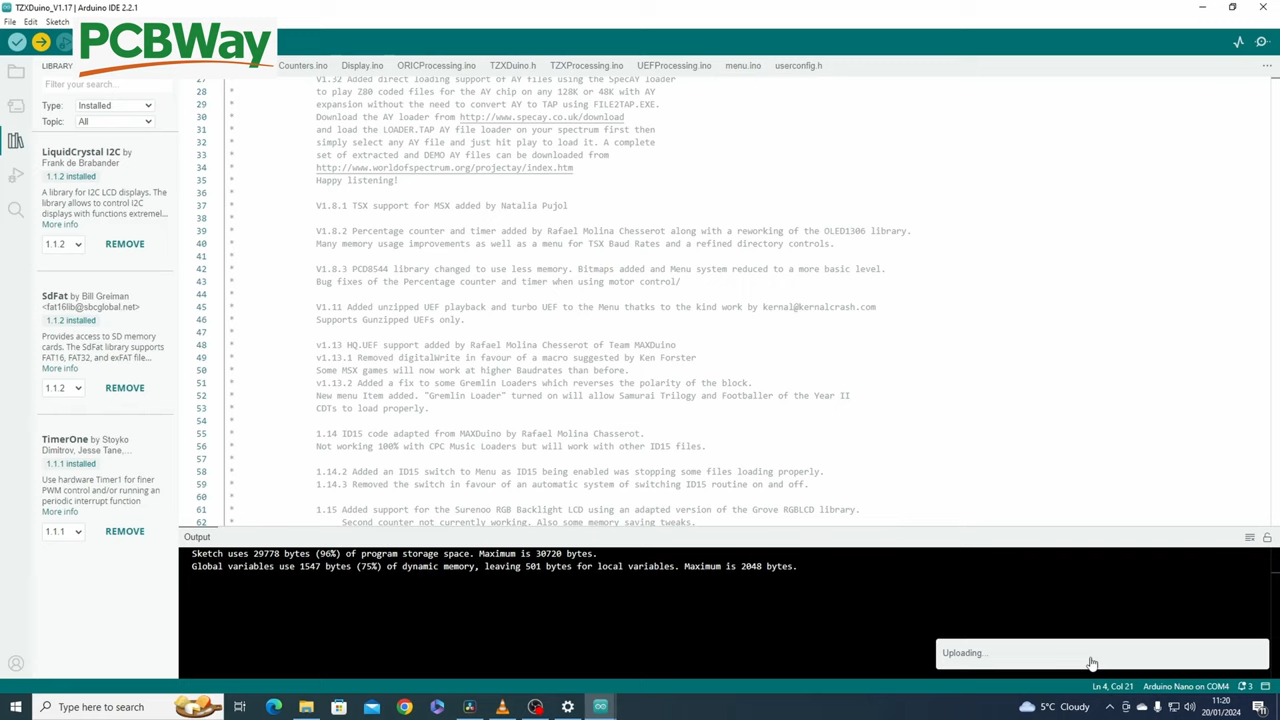 TZXDuino_V1.17 | Arduino IDE 2.2.1
File Edit Sketch
PCBWay
LIBRARY
Counters.ino Display.ino ORICProcessing.ino TZXDuino.h TZXProcessing.ino UEFProcessing.ino menu.ino userconfig.h
Filter your search...
Type: Installed
Topic: All
LiquidCrystal I2C by
Frank de Brabander
1.1.2 installed
A library for I2C LCD displays. The
library allows to control I2C
displays with functions extremel...
More info
1.1.2 REMOVE
SdFat by Bill Greiman
<fat16lib@sbcglobal.net>
1.1.2 installed
Provides access to SD memory
cards. The SdFat library supports
FAT16, FAT32, and exFAT file...
More info
1.1.2 REMOVE
TimerOne by Stoyko
Dimitrov, Jesse Tane,...
1.1.1 installed
Use hardware Timer1 for finer
PWM control and/or running an
periodic interrupt function
More info
1.1.1 REMOVE
27 * V1.32 Added direct loading support of AY files using the SpecAY loader
28 * to play Z80 coded files for the AY chip on any 128K or 48K with AY
29 * expansion without the need to convert AY to TAP using FILE2TAP.EXE.
30 * Download the AY loader from http://www.specay.co.uk/download
31 * and load the LOADER.TAP AY file loader on your spectrum first then
32 * simply select any AY file and just hit play to load it. A complete
33 * set of extracted and DEMO AY files can be downloaded from
34 * http://www.worldofspectrum.org/projectay/index.htm
35 * Happy listening!
36 *
37 * V1.8.1 TSX support for MSX added by Natalia Pujol
38 *
39 * V1.8.2 Percentage counter and timer added by Rafael Molina Chesserot along with a reworking of the OLED1306 library.
40 * Many memory usage improvements as well as a menu for TSX Baud Rates and a refined directory controls.
41 *
42 * V1.8.3 PCD8544 library changed to use less memory. Bitmaps added and Menu system reduced to a more basic level.
43 * Bug fixes of the Percentage counter and timer when using motor control/
44 *
45 * V1.11 Added unzipped UEF playback and turbo UEF to the Menu thatks to the kind work by kernal@kernalcrash.com
46 * Supports Gunzipped UEFs only.
47 *
48 * v1.13 HQ.UEF support added by Rafael Molina Chesserot of Team MAXDuino
49 * v1.13.1 Removed digitalWrite in favour of a macro suggested by Ken Forster
50 * Some MSX games will now work at higher Baudrates than before.
51 * v1.13.2 Added a fix to some Gremlin Loaders which reverses the polarity of the block.
52 * New menu Item added. "Gremlin Loader" turned on will allow Samurai Trilogy and Footballer of the Year II
53 * CDTs to load properly.
54 *
55 * 1.14 ID15 code adapted from MAXDuino by Rafael Molina Chasserot.
56 * Not working 100% with CPC Music Loaders but will work with other ID15 files.
57 *
58 * 1.14.2 Added an ID15 switch to Menu as ID15 being enabled was stopping some files loading properly.
59 * 1.14.3 Removed the switch in favour of an automatic system of switching ID15 routine on and off.
60 *
61 * 1.15 Added support for the Surenoo RGB Backlight LCD using an adapted version of the Grove RGBLCD library.
62 * Second counter not currently working. Also some memory saving tweaks.
Output
Sketch uses 29778 bytes (96%) of program storage space. Maximum is 30720 bytes.
Global variables use 1547 bytes (75%) of dynamic memory, leaving 501 bytes for local variables. Maximum is 2048 bytes.
Uploading...
Ln 4, Col 21 Arduino Nano on COM4 3
Type here to search
5°C Cloudy
11:20
20/01/2024